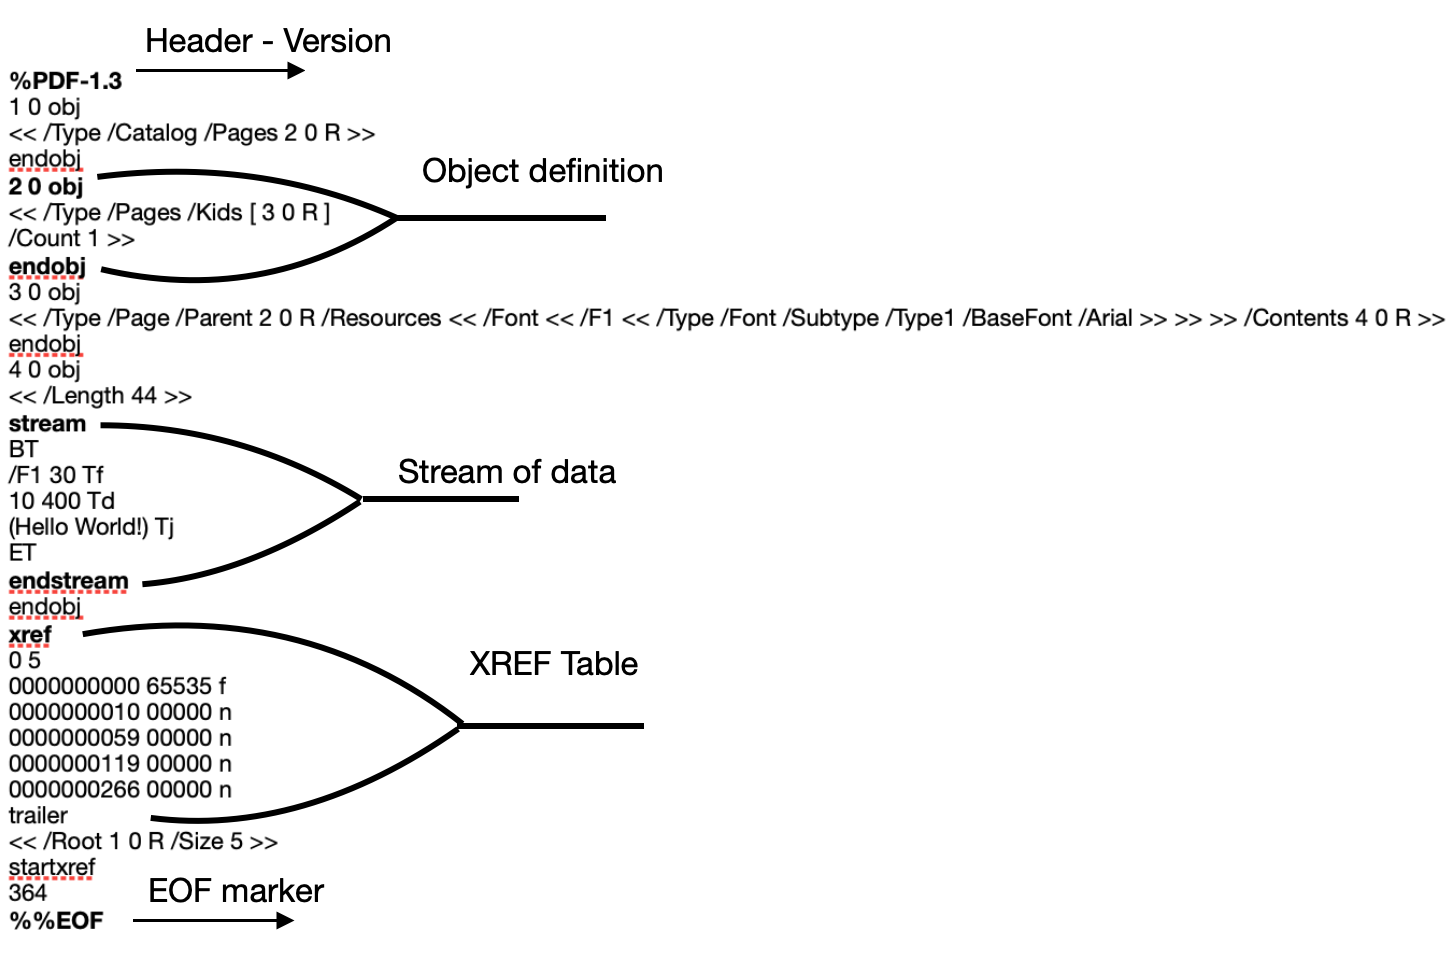 Header - Version
%PDF-1.3
1 0 obj
<< /Type /Catalog /Pages 2 0 R >>
endobj
Object definition
2 0 obj
<< /Type /Pages /Kids [ 3 0 R ]
/Count 1 >>
endobj
3 0 obj
<< /Type /Page /Parent 2 0 R /Resources << /Font << /F1 << /Type /Font /Subtype /Type1 /BaseFont /Arial >> >> >> /Contents 4 0 R >>
endobj
4 0 obj
<< /Length 44 >>
stream
BT
/F1 30 Tf
Stream of data
10 400 Td
(Hello World!) Tj
ET
endstream
endobj
xref
0 5
XREF Table
0000000000 65535 f
0000000010 00000 n
0000000059 00000 n
0000000119 00000 n
0000000266 00000 n
trailer
<< /Root 1 0 R /Size 5 >>
startxref
364
EOF marker
%%EOF